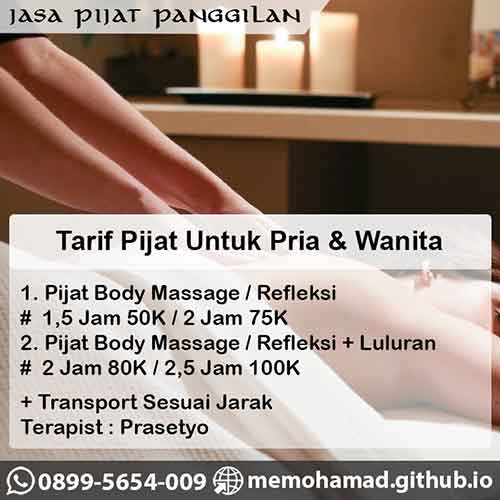 JASA PIJAT PANGGILAN
Tarif Pijat Untuk Pria & Wanita
1. Pijat Body Massage / Refleksi
# 1,5 Jam 50K / 2 Jam 75K
2. Pijat Body Massage / Refleksi + Luluran
# 2 Jam 80K / 2,5 Jam 100K
+ Transport Sesuai Jarak
Terapist : Prasetyo
0899-5654-009 memohamad.github.io